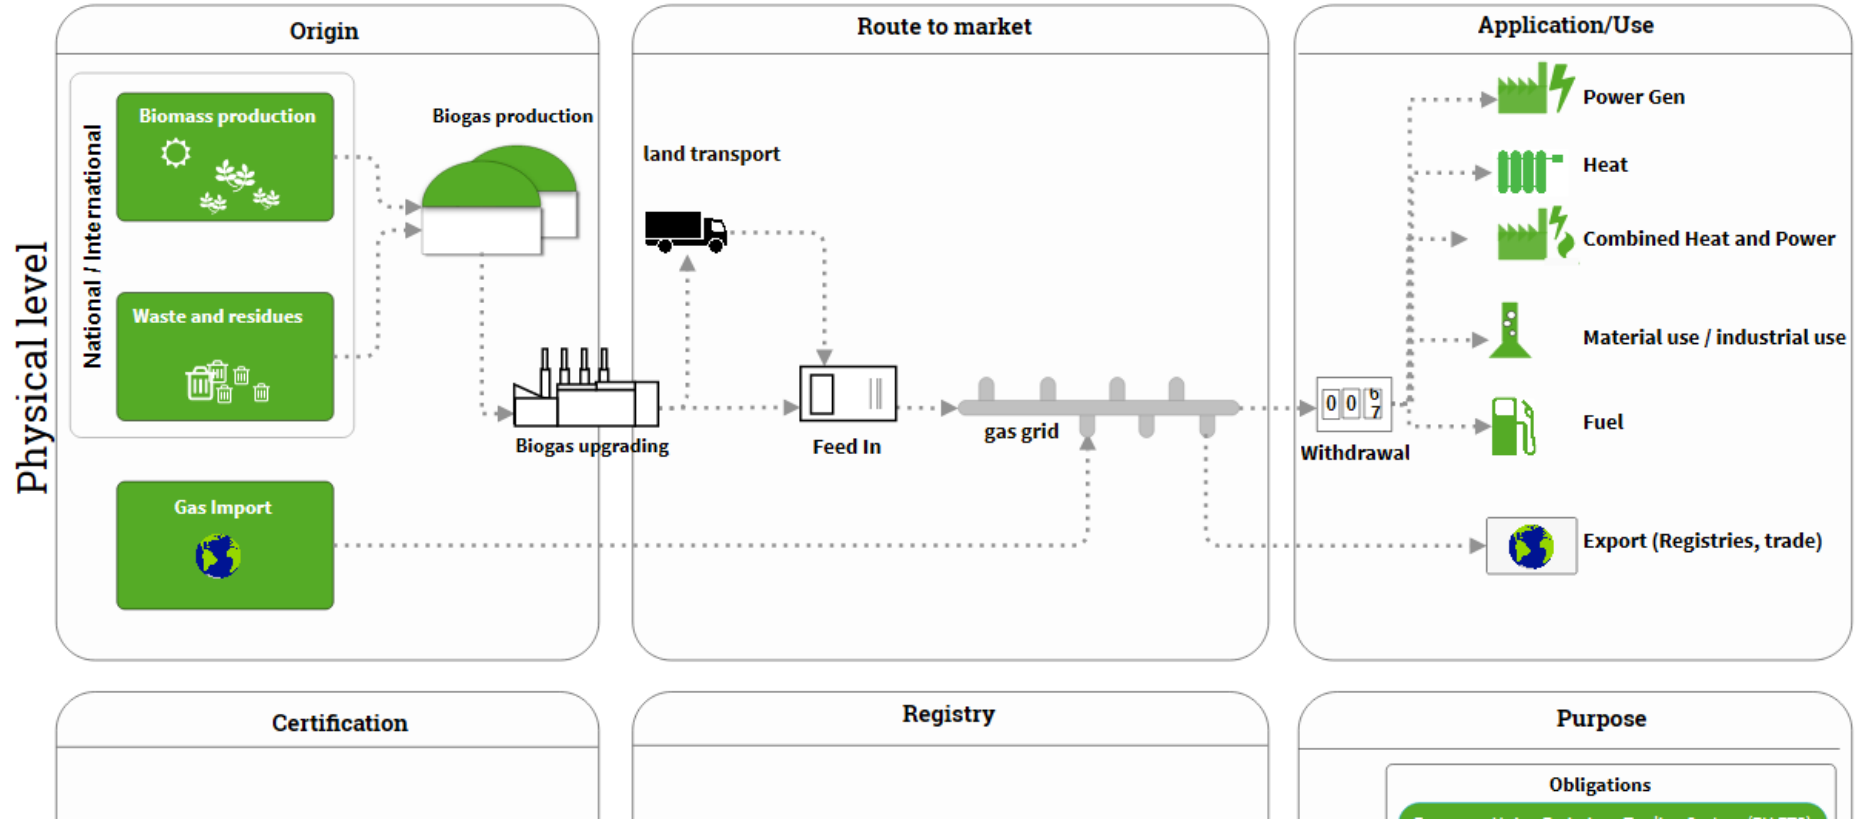 Physical level
Origin
National / International
Biomass production
Waste and residues
Gas Import
Biogas production
Biogas upgrading
Route to market
land transport
Feed In
gas grid
Application/Use
0 0 6
7
Withdrawal
Power Gen
Heat
Combined Heat and Power
Material use / industrial use
Fuel
Export (Registries, trade)
Certification
Registry
Purpose
Obligations